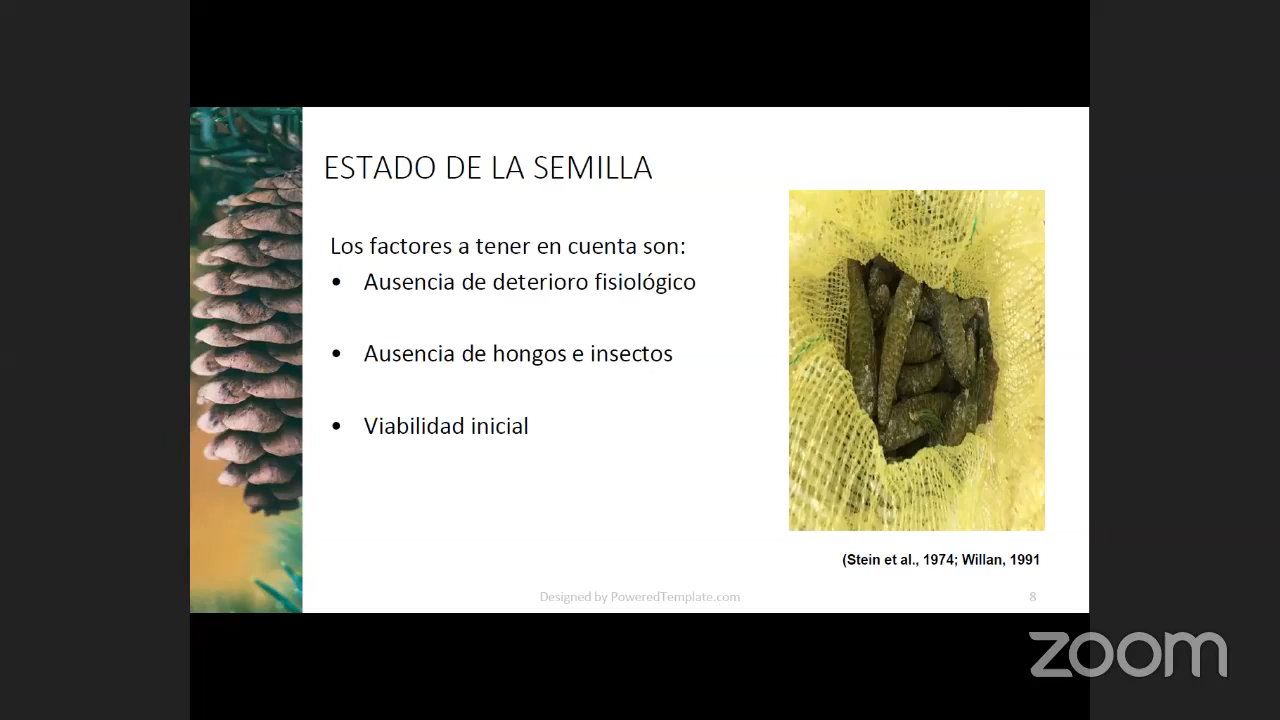 ESTADO DE LA SEMILLA
Los factores a tener en cuenta son:
• Ausencia de deterioro fisiológico
• Ausencia de hongos e insectos
• Viabilidad inicial
(Stein et al., 1974; Willan, 1991
Designed by PoweredTemplate.com
8
zoom